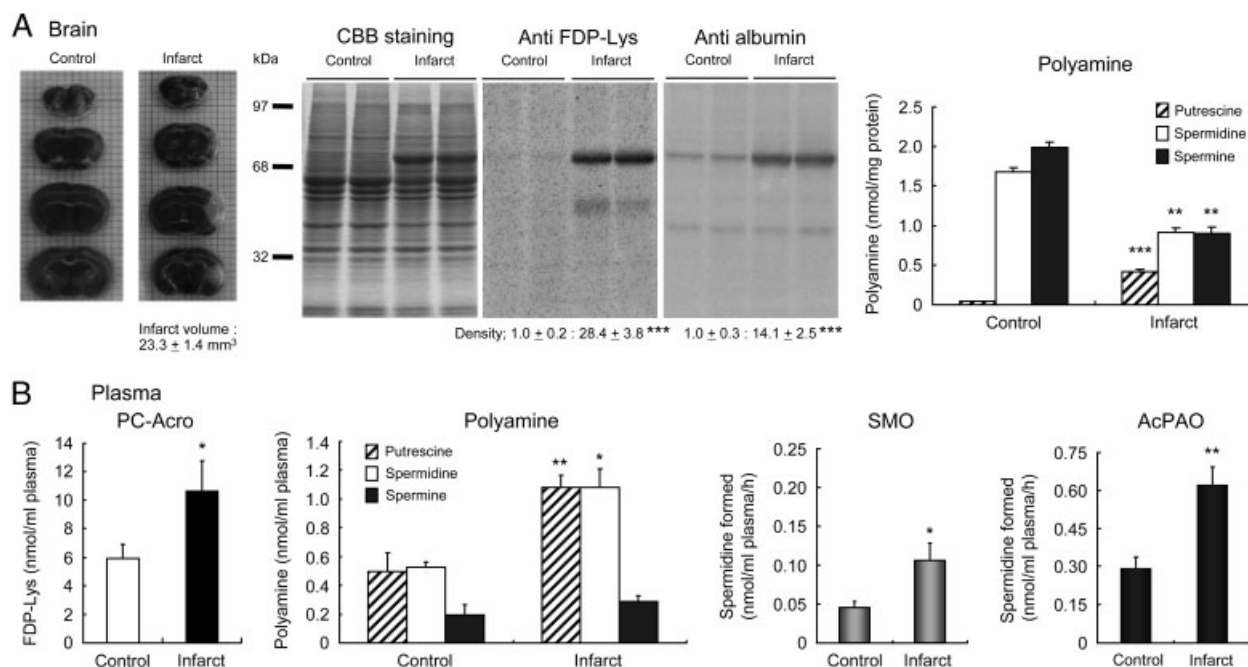 A Brain
Control Infarct
Infarct volume :
23.3 ± 1.4 mm3
kDa
97
68
32
CBB staining Anti FDP-Lys Anti albumin
Control Infarct Control Infarct Control Infarct
Density; 1.0 ± 0.2 : 28.4 ± 3.8 *** 1.0 ± 0.3 : 14.1 ± 2.5 ***
Polyamine
Polyamine (nmol/mg protein)
2.5
2.0
1.5
1.0
0.5
0
Putrescine
Spermidine
Spermine
*** ** **
Control Infarct
B Plasma
PC-Acro
FDP-Lys (nmol/ml plasma)
14
12
10
8
6
4
2
0
*
Control Infarct
Polyamine
Polyamine (nmol/ml plasma)
1.4
1.2
1.0
0.8
0.6
0.4
0.2
0
Putrescine
Spermidine
Spermine
** *
Control Infarct
SMO
Spermidine formed
(nmol/ml plasma/h)
0.25
0.20
0.15
0.10
0.05
0
*
Control Infarct
AcPAO
Spermidine formed
(nmol/ml plasma/h)
0.75
0.60
0.45
0.30
0.15
0
**
Control Infarct